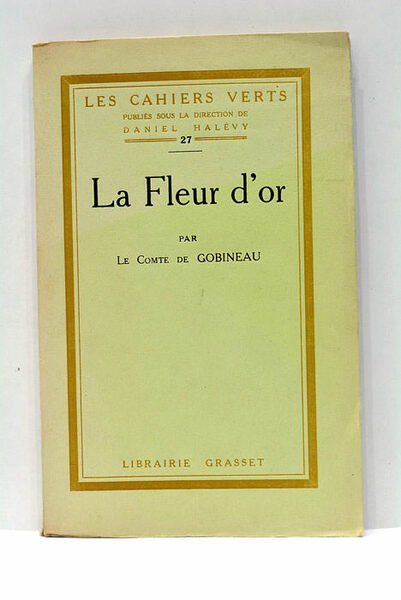 LES CAHIERS VERTS
PUBLIÉS SOUS LA DIRECTION DE
DANIEL HALÉVY
27
La Fleur d'or
PAR
LE COMTE DE GOBINEAU
LIBRAIRIE GRASSET